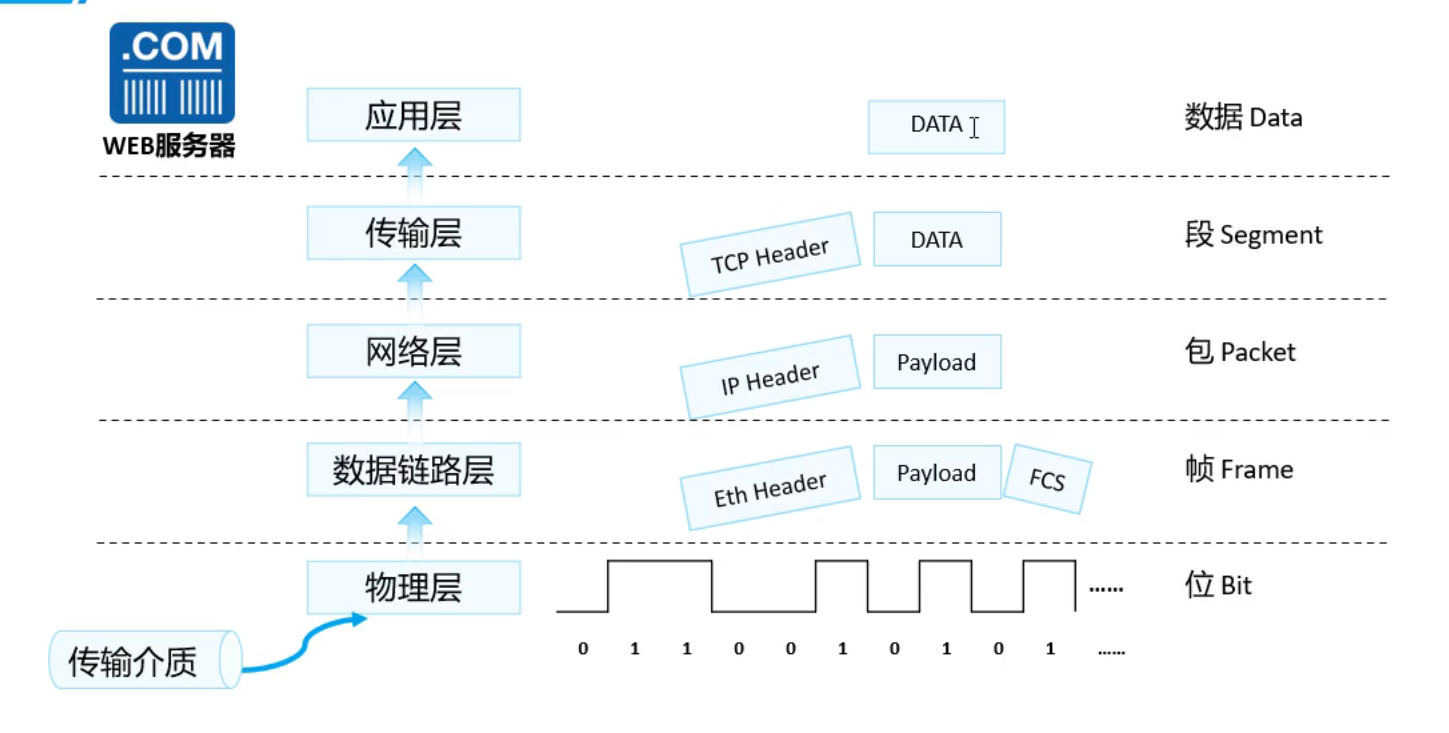 .COM
WEB服务器
应用层
DATA
数据 Data
传输层
TCP Header
DATA
段 Segment
网络层
IP Header
Payload
包 Packet
数据链路层
Eth Header
Payload
FCS
帧 Frame
物理层
......
位 Bit
传输介质
0 1 1 0 0 1 0 1 0 1 ......